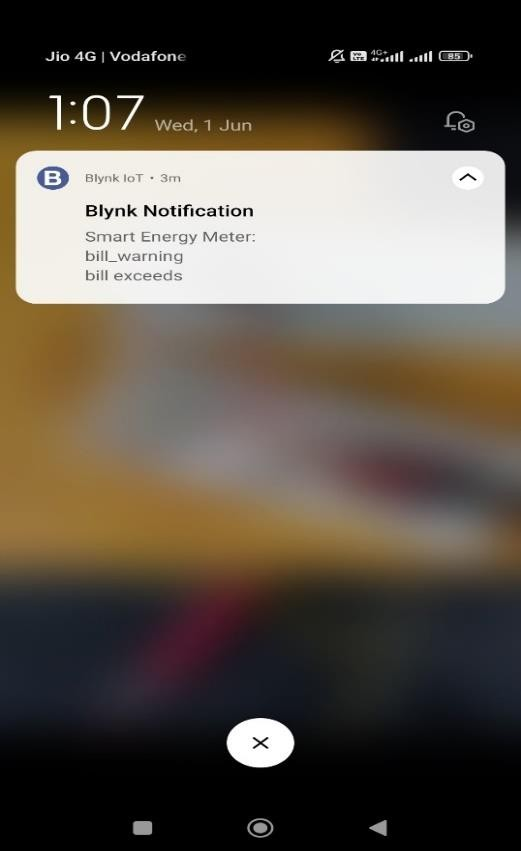 Jio 4G | Vodafone
4G+
85
1:07 Wed, 1 Jun
B Blynk IoT • 3m
Blynk Notification
Smart Energy Meter:
bill_warning
bill exceeds